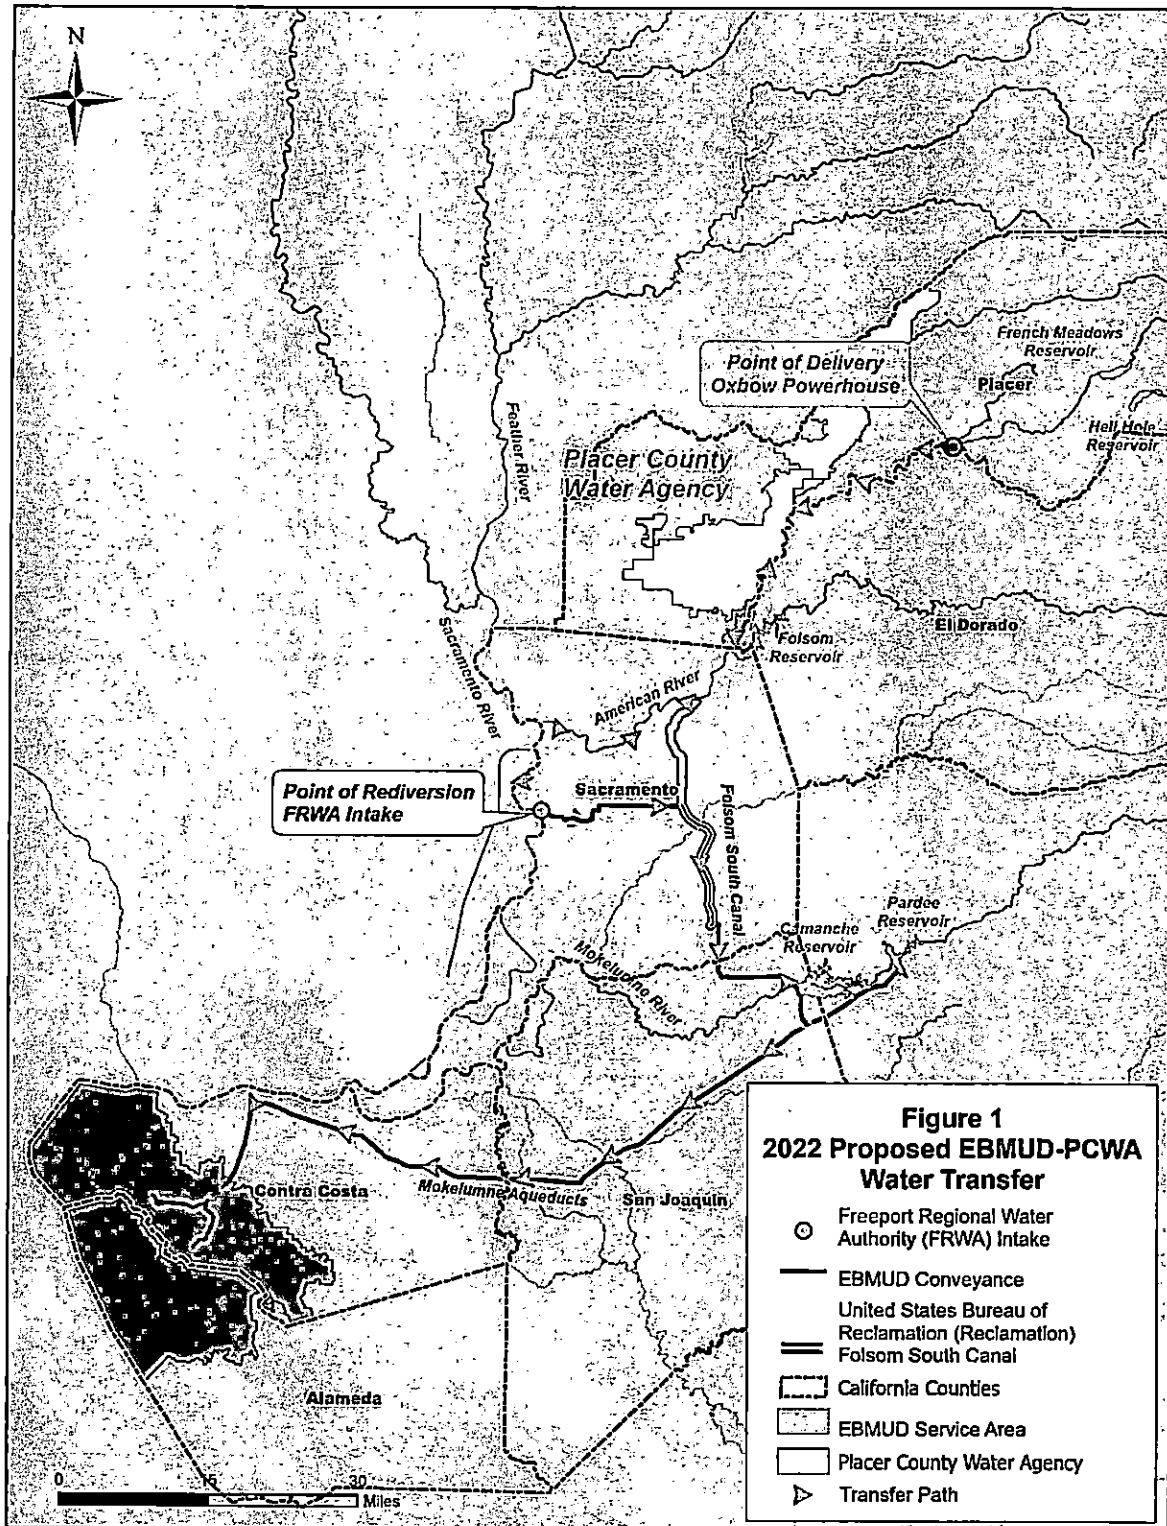 N
French Meadows
Reservoir
Point of Delivery
Oxbow Powerhouse
Placer
Hell Hole
Reservoir
Feather River
Placer County
Water Agency
El Dorado
Sacramento River
Folsom
Reservoir
American River
Point of Rediversion
FRWA Intake
Sacramento
Folsom South Canal
Pardee
Reservoir
Camanche
Reservoir
Mokelumne River
Contra Costa
Mokelumne Aqueducts
San Joaquin
Alameda
0 15 30
Miles
Figure 1
2022 Proposed EBMUD-PCWA
Water Transfer
Freeport Regional Water
Authority (FRWA) Intake
EBMUD Conveyance
United States Bureau of
Reclamation (Reclamation)
Folsom South Canal
California Counties
EBMUD Service Area
Placer County Water Agency
Transfer Path